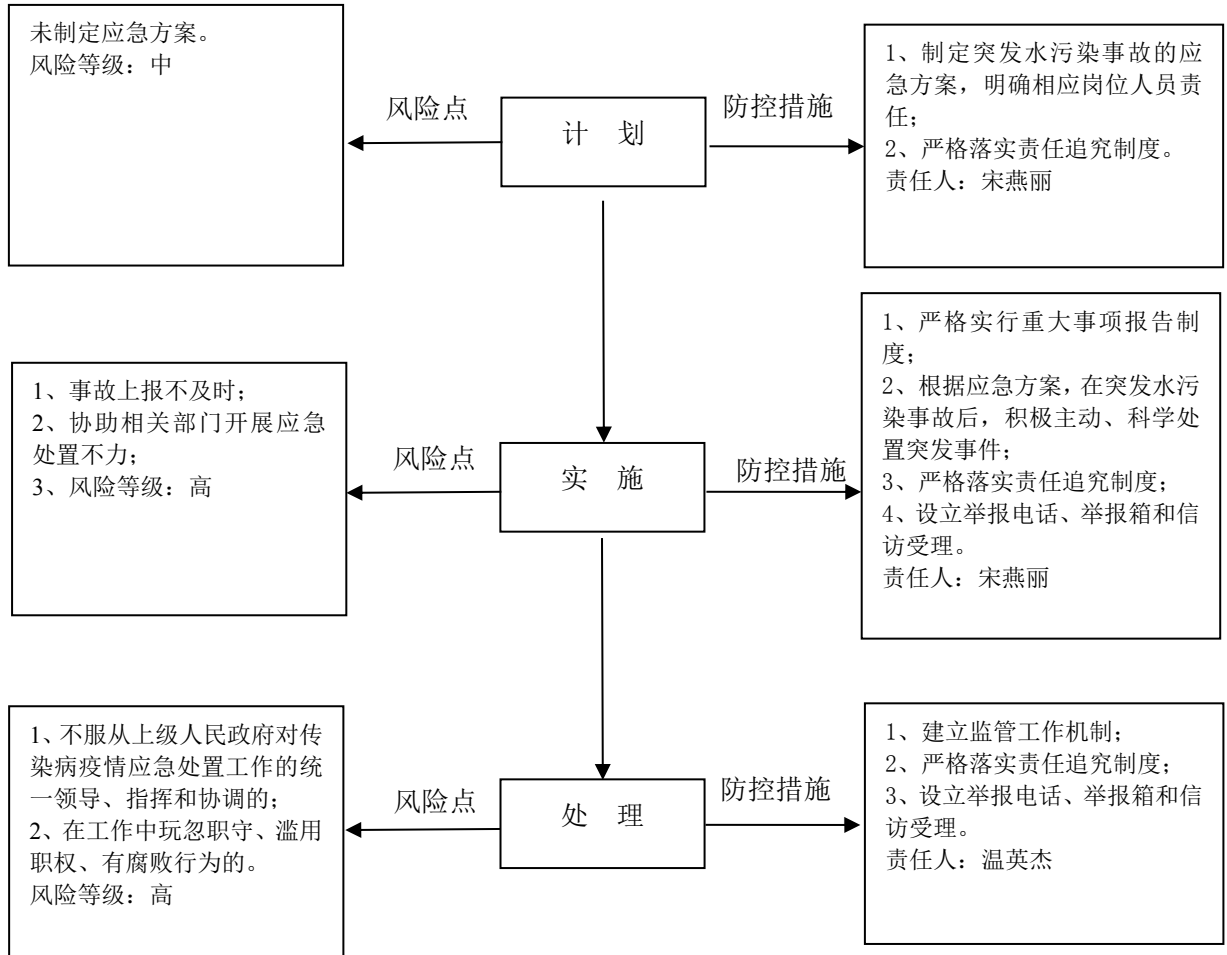 未制定应急方案。
风险等级：中
风险点
计 划
防控措施
1、制定突发水污染事故的应
急方案，明确相应岗位人员责
任；
2、严格落实责任追究制度。
责任人：宋燕丽
1、事故上报不及时；
2、协助相关部门开展应急
处置不力；
3、风险等级：高
风险点
实 施
防控措施
1、严格实行重大事项报告制
度；
2、根据应急方案，在突发水污
染事故后，积极主动、科学处
置突发事件；
3、严格落实责任追究制度；
4、设立举报电话、举报箱和信
访受理。
责任人：宋燕丽
1、不服从上级人民政府对传
染病疫情应急处置工作的统
一领导、指挥和协调的；
2、在工作中玩忽职守、滥用
职权、有腐败行为的。
风险等级：高
风险点
处 理
防控措施
1、建立监管工作机制；
2、严格落实责任追究制度；
3、设立举报电话、举报箱和信
访受理。
责任人：温英杰